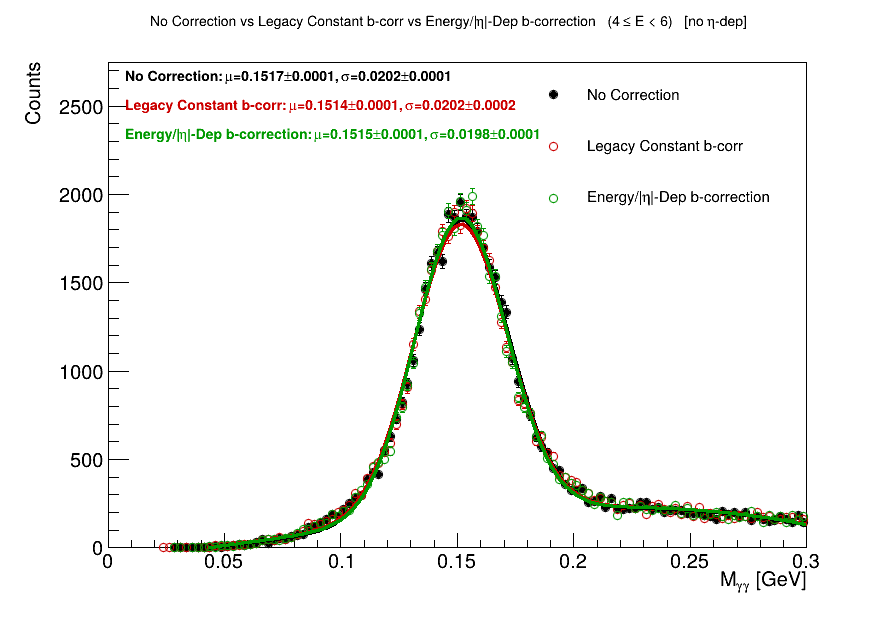 No Correction vs Legacy Constant b-corr vs Energy/|η|-Dep b-correction (4 ≤ E < 6) [no η-dep]
Counts
No Correction: μ=0.1517±0.0001, σ=0.0202±0.0001
Legacy Constant b-corr: μ=0.1514±0.0001, σ=0.0202±0.0002
Energy/|η|-Dep b-correction: μ=0.1515±0.0001, σ=0.0198±0.0001
No Correction
Legacy Constant b-corr
Energy/|η|-Dep b-correction
2500
2000
1500
1000
500
0
0 0.05 0.1 0.15 0.2 0.25 0.3
Mγγ [GeV]